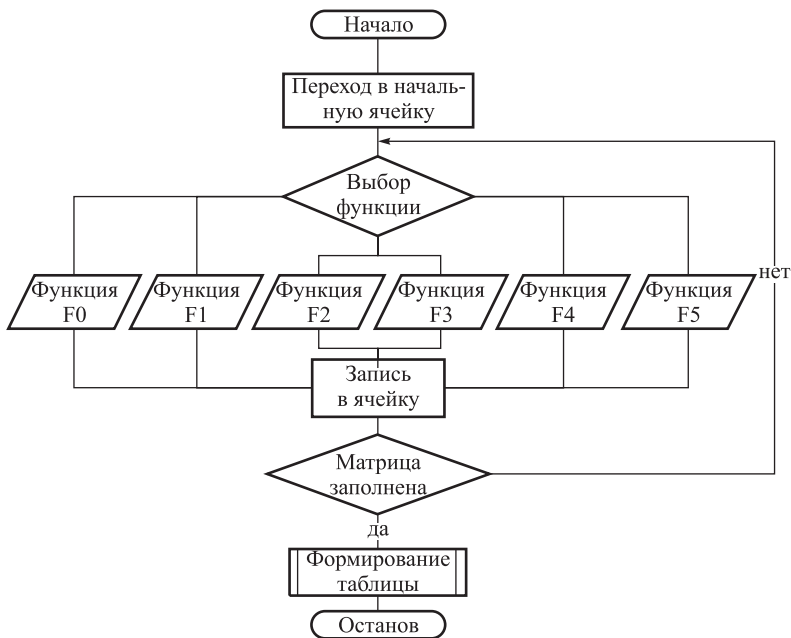 Начало
Переход в началь-
ную ячейку
Выбор
функции
Функция
F0
Функция
F1
Функция
F2
Функция
F3
Функция
F4
Функция
F5
нет
Запись
в ячейку
Матрица
заполнена
да
Формирование
таблицы
Останов